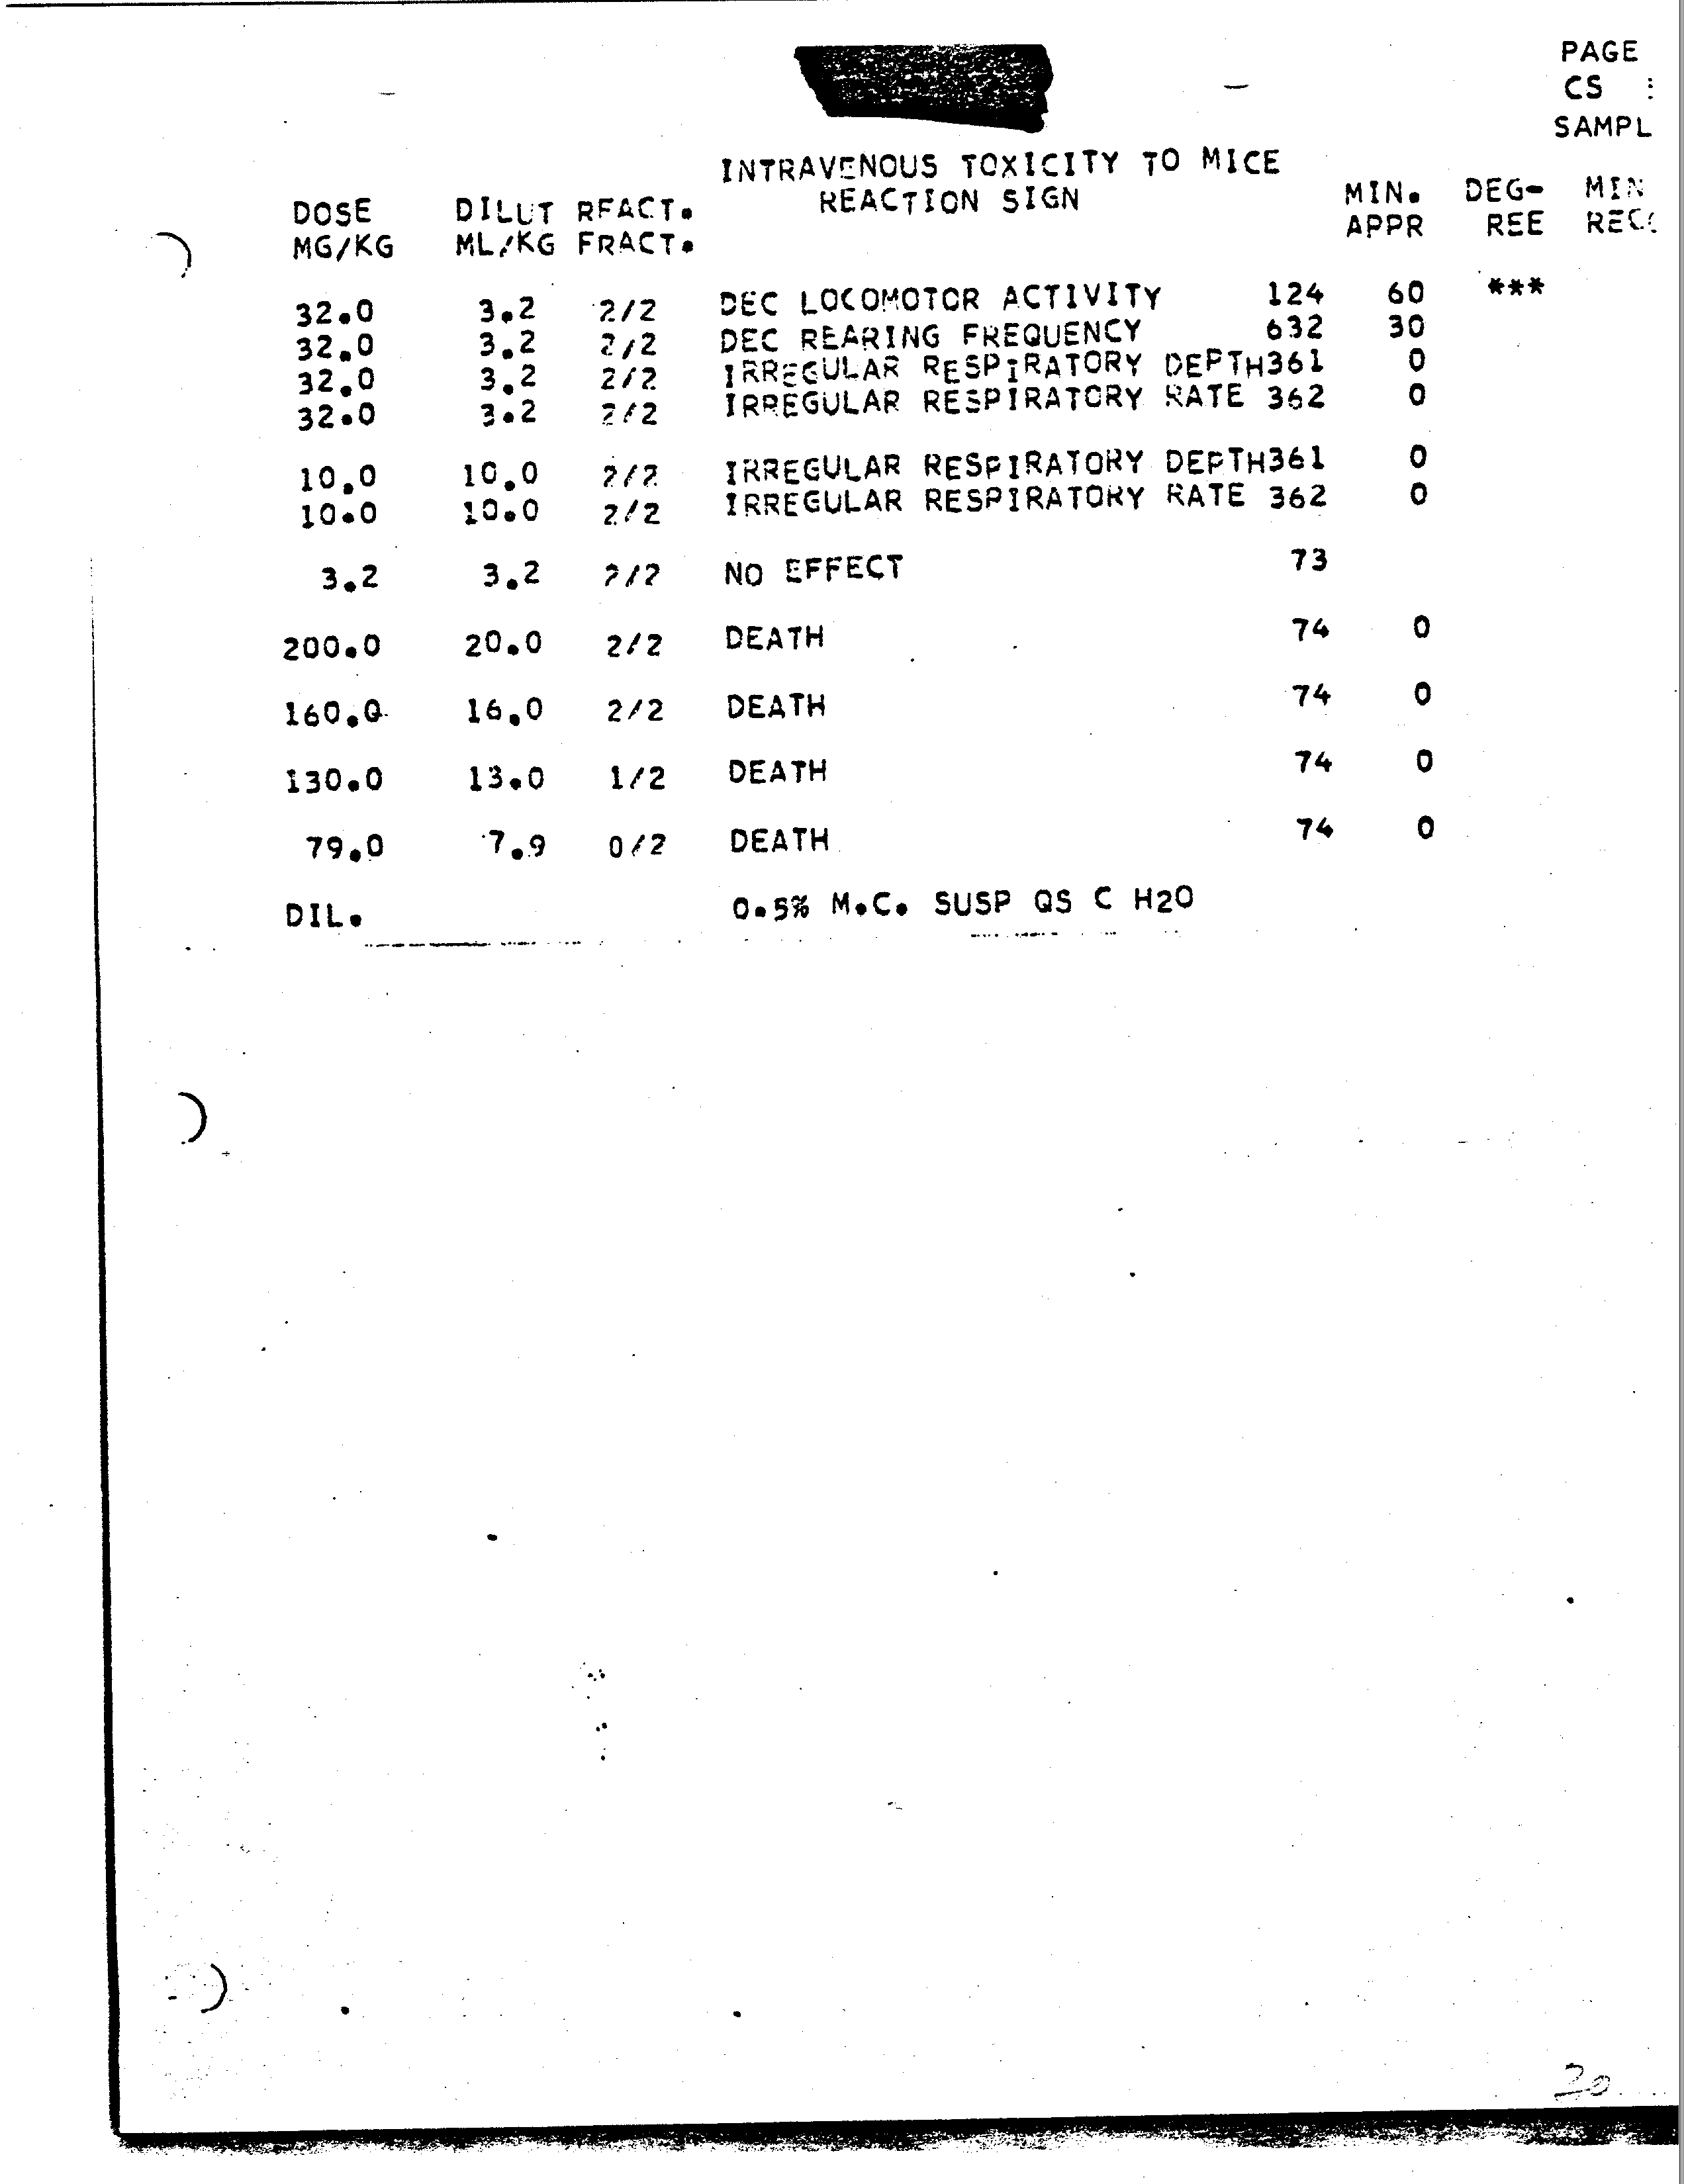 PAGE
CS
SAMPL
INTRAVENOUS TOXICITY TO MICE
DOSE DILUT REACT. REACTION SIGN MIN. DEG- MIN
MG/KG ML/KG FRACT. APPR REE
32.0 3.2 2/2 DEC LOCOMOTOR ACTIVITY 124 60 ***
32.0 3.2 2/2 DEC REARING FREQUENCY 632 30
32.0 3.2 2/2 IRREGULAR RESPIRATORY DEPTH361 0
32.0 3.2 2/2 IRREGULAR RESPIRATORY RATE 362 0
10.0 10.0 2/2 IRREGULAR RESPIRATORY DEPTH361 0
10.0 10.0 2/2 IRREGULAR RESPIRATORY RATE 362 0
3.2 3.2 2/2 NO EFFECT 73
200.0 20.0 2/2 DEATH 74 0
160.0 16.0 2/2 DEATH 74 0
130.0 13.0 1/2 DEATH 74 0
79.0 7.9 0/2 DEATH 74 0
DIL. 0.5% M.C. SUSP QS C H2O
20